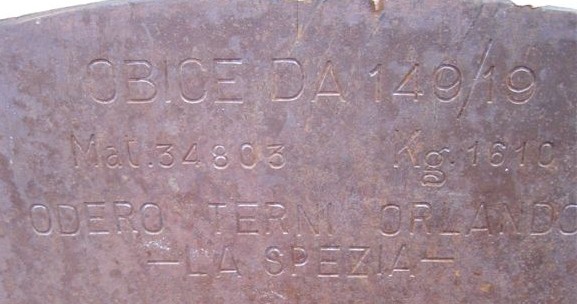 OBICE DA 149/19
Mat.34803 Kg.1610
ODERO TERNI ORLANDO
—LA SPEZIA—